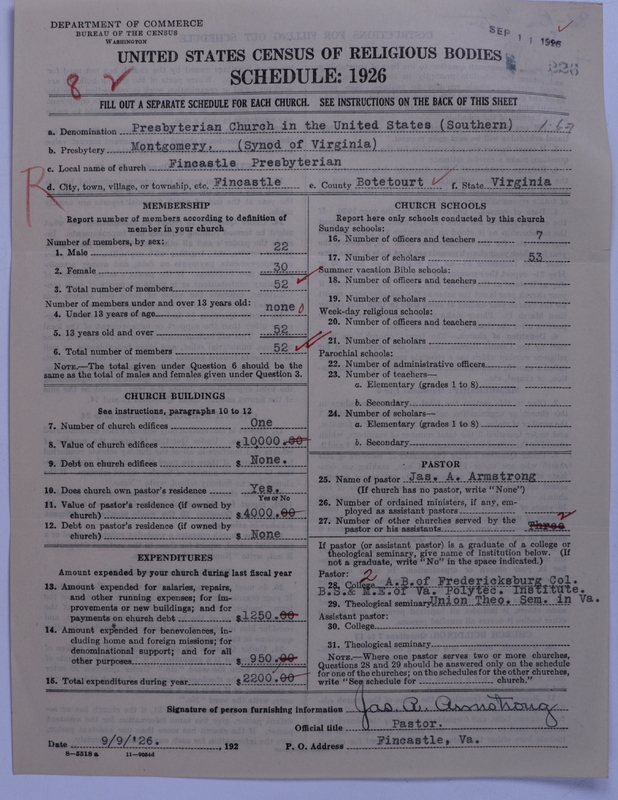 DEPARTMENT OF COMMERCE
BUREAU OF THE CENSUS
WASHINGTON
SEP 11 1926
226
UNITED STATES CENSUS OF RELIGIOUS BODIES
SCHEDULE: 1926
8 2
FILL OUT A SEPARATE SCHEDULE FOR EACH CHURCH. SEE INSTRUCTIONS ON THE BACK OF THIS SHEET
a. Denomination Presbyterian Church in the United States (Southern)
b. Presbytery Montgomery. (Synod of Virginia)
c. Local name of church Fincastle Presbyterian
R
d. City, town, village, or township, etc. Fincastle e. County Botetourt f. State Virginia
MEMBERSHIP
Report number of members according to definition of
member in your church
Number of members, by sex:
1. Male 22
2. Female 30
3. Total number of members 52
Number of members under and over 13 years old:
4. Under 13 years of age none 0
5. 13 years old and over 52
6. Total number of members 52
NOTE.—The total given under Question 6 should be
same as the total of males and females given under Question 3.
CHURCH BUILDINGS
See instructions, paragraphs 10 to 12
7. Number of church edifices One
8. Value of church edifices $10000.00
9. Debt on church edifices $ None.
10. Does church own pastor's residence Yes.
Yes or No
11. Value of pastor's residence (if owned by
church) $4000.00
12. Debt on pastor's residence (if owned by
church) $ None
EXPENDITURES
Amount expended by your church during last fiscal year
13. Amount expended for salaries, repairs,
and other running expenses; for im-
provements or new buildings; and for
payments on church debt $1250.00
14. Amount expended for benevolences, in-
cluding home and foreign missions; for
denominational support; and for all
other purposes $ 950.00
15. Total expenditures during year $2200.00
CHURCH SCHOOLS
Report here only schools conducted by this church
Sunday schools:
16. Number of officers and teachers 7
17. Number of scholars 53
Summer vacation Bible schools:
18. Number of officers and teachers
19. Number of scholars
Week-day religious schools:
20. Number of officers and teachers
21. Number of scholars
Parochial schools:
22. Number of administrative officers
23. Number of teachers—
a. Elementary (grades 1 to 8)
b. Secondary
24. Number of scholars—
a. Elementary (grades 1 to 8)
b. Secondary
PASTOR
25. Name of pastor Jas. A. Armstrong
(If church has no pastor, write "None")
26. Number of ordained ministers, if any, em-
ployed as assistant pastors
27. Number of other churches served by the
pastor or his assistants Three 2
If pastor (or assistant pastor) is a graduate of a college or
theological seminary, give name of institution below. (If
not a graduate, write "No" in the space indicated.)
Pastor: 2
28. College A.B.of Fredericksburg Col.
B.S.& M.E.of Va. Polytec. Institute.
29. Theological seminary Union Theo. Sem. in Va.
Assistant pastor:
30. College
31. Theological seminary
NOTE.—Where one pastor serves two or more churches,
Questions 28 and 29 should be answered only on the schedule
for one of the churches; on the schedules for the other churches,
write "See schedule for church."
Signature of person furnishing information Jas. A. Armstrong
Official title Pastor.
Date 9/9/'26. , 192 P. O. Address Fincastle, Va.